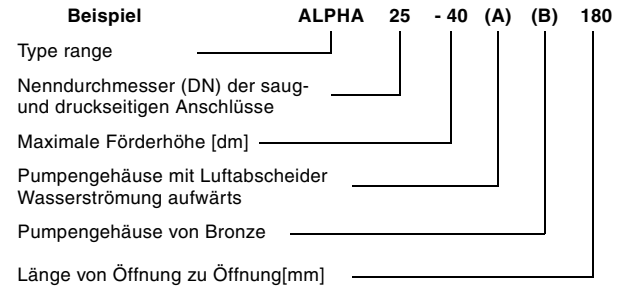 Beispiel ALPHA 25 - 40 (A) (B) 180
Type range
Nenndurchmesser (DN) der saug-
und druckseitigen Anschlüsse
Maximale Förderhöhe [dm]
Pumpengehäuse mit Luftabscheider
Wasserströmung aufwärts
Pumpengehäuse von Bronze
Länge von Öffnung zu Öffnung[mm]